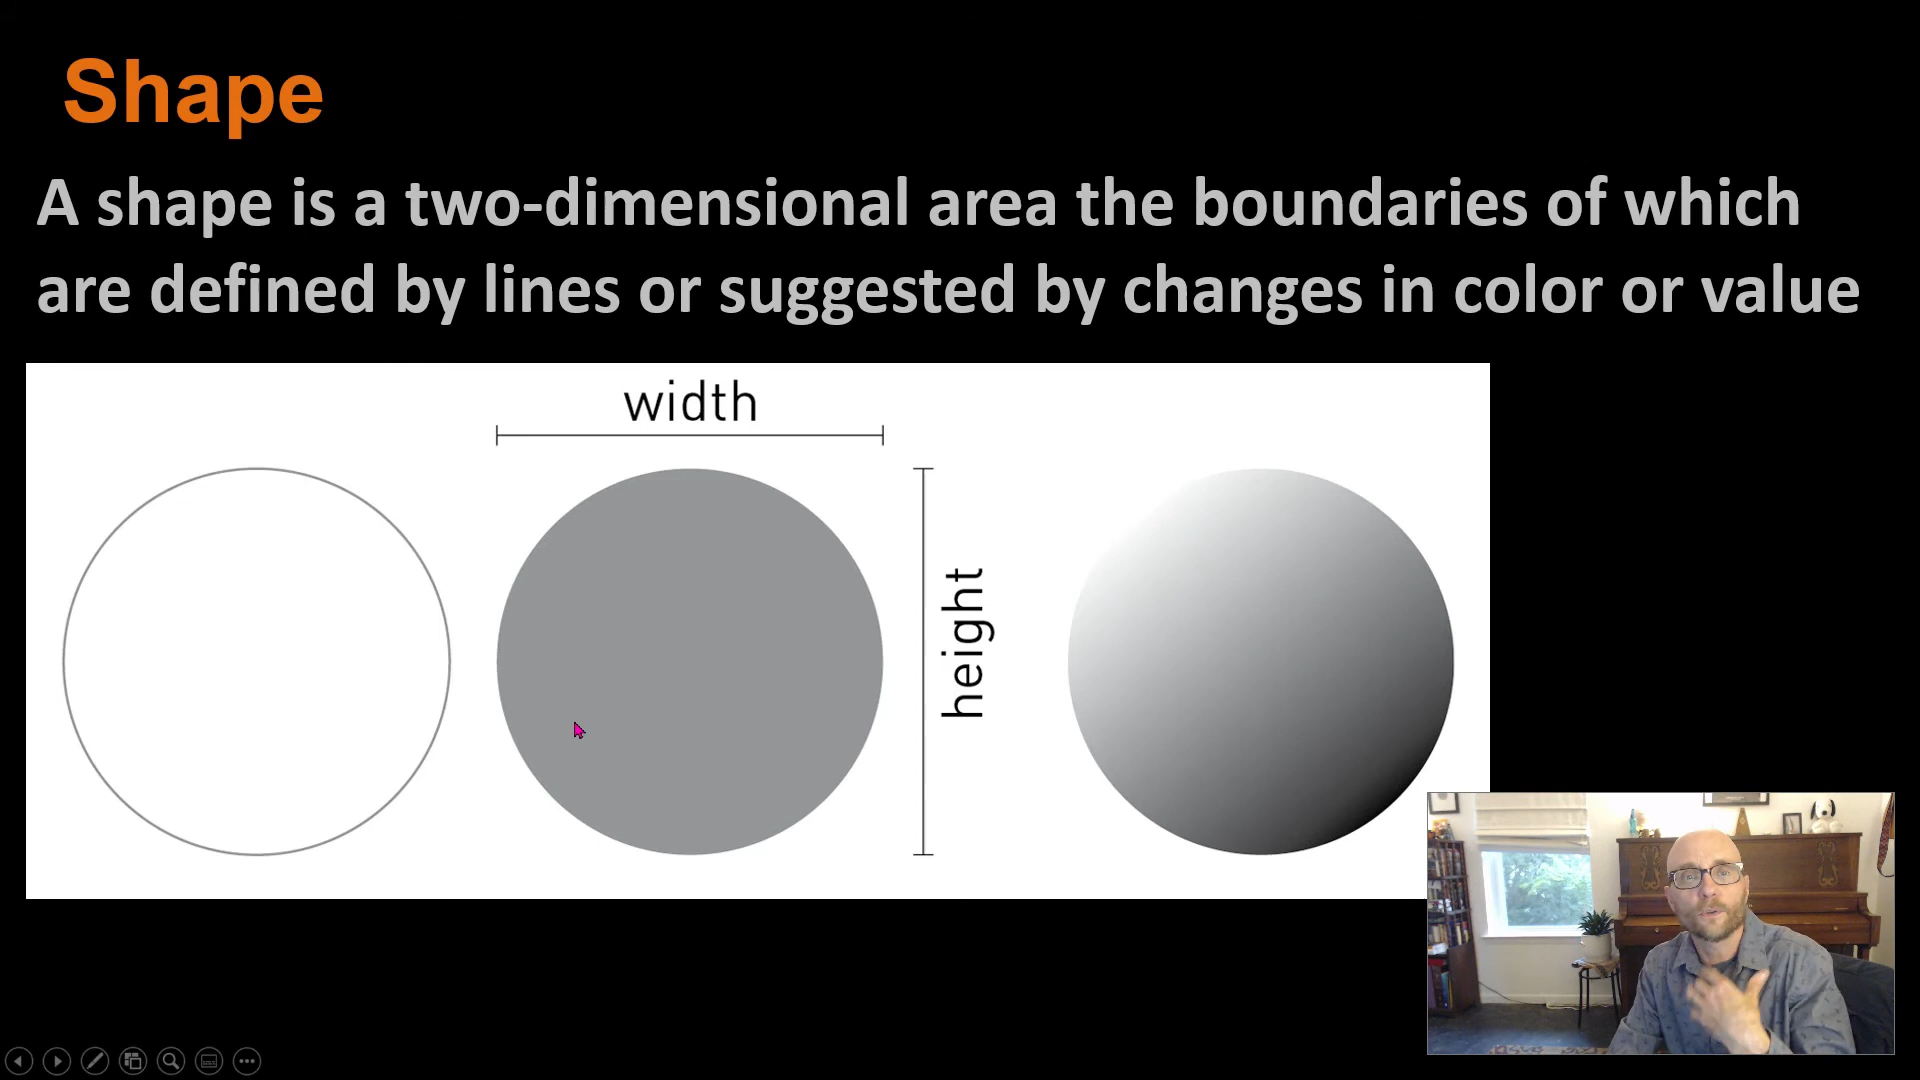 Shape
A shape is a two-dimensional area the boundaries of which
are defined by lines or suggested by changes in color or value
width
height